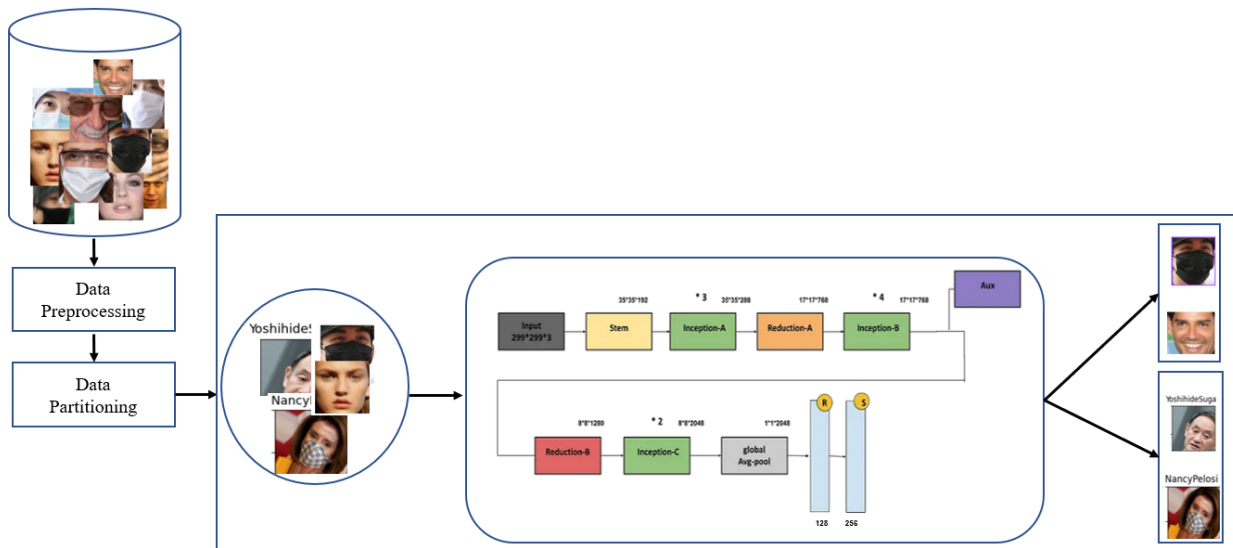 Data
Preprocessing
Data
Partitioning
YoshihideS
NancyP
Input
299*299*3
35*35*192
Stem
* 3
Inception-A
35*35*288
Reduction-A
17*17*768
* 4
Inception-B
17*17*768
Aux
8*8*1280
Reduction-B
* 2
Inception-C
8*8*2048
global
Avg-pool
1*1*2048
R
S
128
256
YoshihideSuga
NancyPelosi